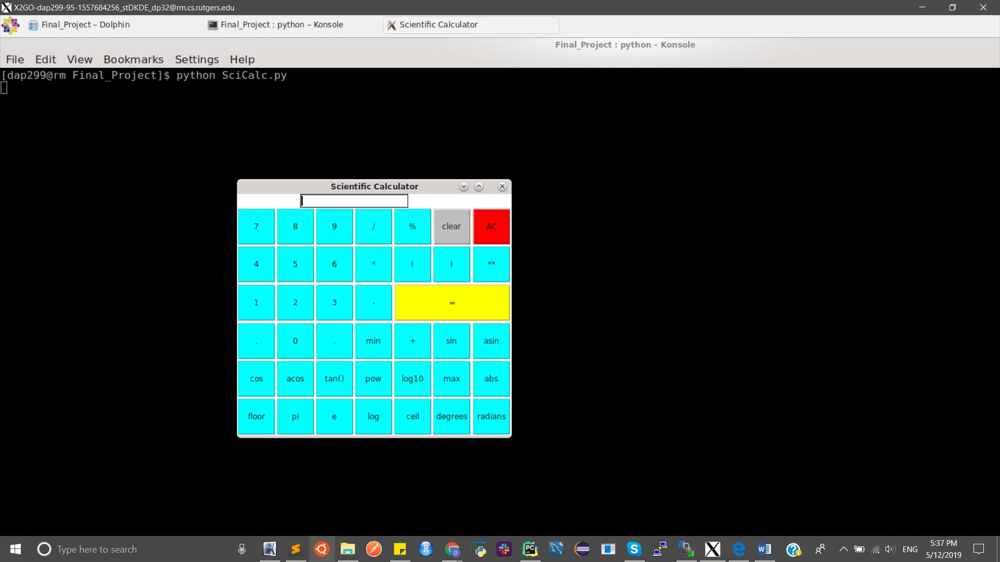 X2GO-dap299-95-1557684256_stDKDE_dp32@rm.cs.rutgers.edu
Final_Project – Dolphin Final_Project : python – Konsole Scientific Calculator
Final_Project : python – Konsole
File Edit View Bookmarks Settings Help
[dap299@rm Final_Project]$ python SciCalc.py
Scientific Calculator
7 8 9 / % clear AC
4 5 6 * ( ) **
1 2 3 - =
, 0 . min + sin asin
cos acos tan() pow log10 max abs
floor pi e log ceil degrees radians
Type here to search
R
D
PC
S
W
?
ENG
5:37 PM
5/12/2019